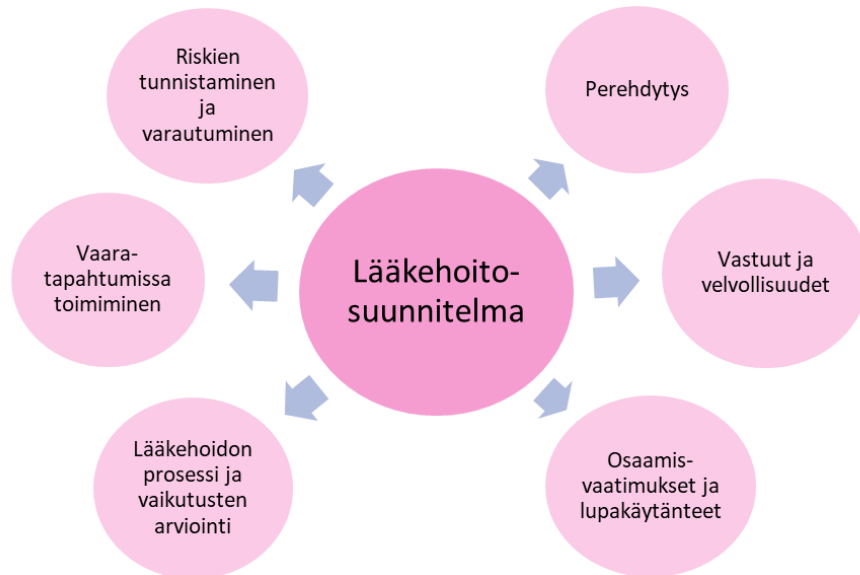 Riskien
tunnistaminen
ja
varautuminen
Perehdytys
Vaara-
tapahtumissa
toimiminen
Lääkehoito-
suunnitelma
Vastuut ja
velvollisuudet
Lääkehoidon
prosessi ja
vaikutusten
arviointi
Osaamis-
vaatimukset ja
lupakäytänteet